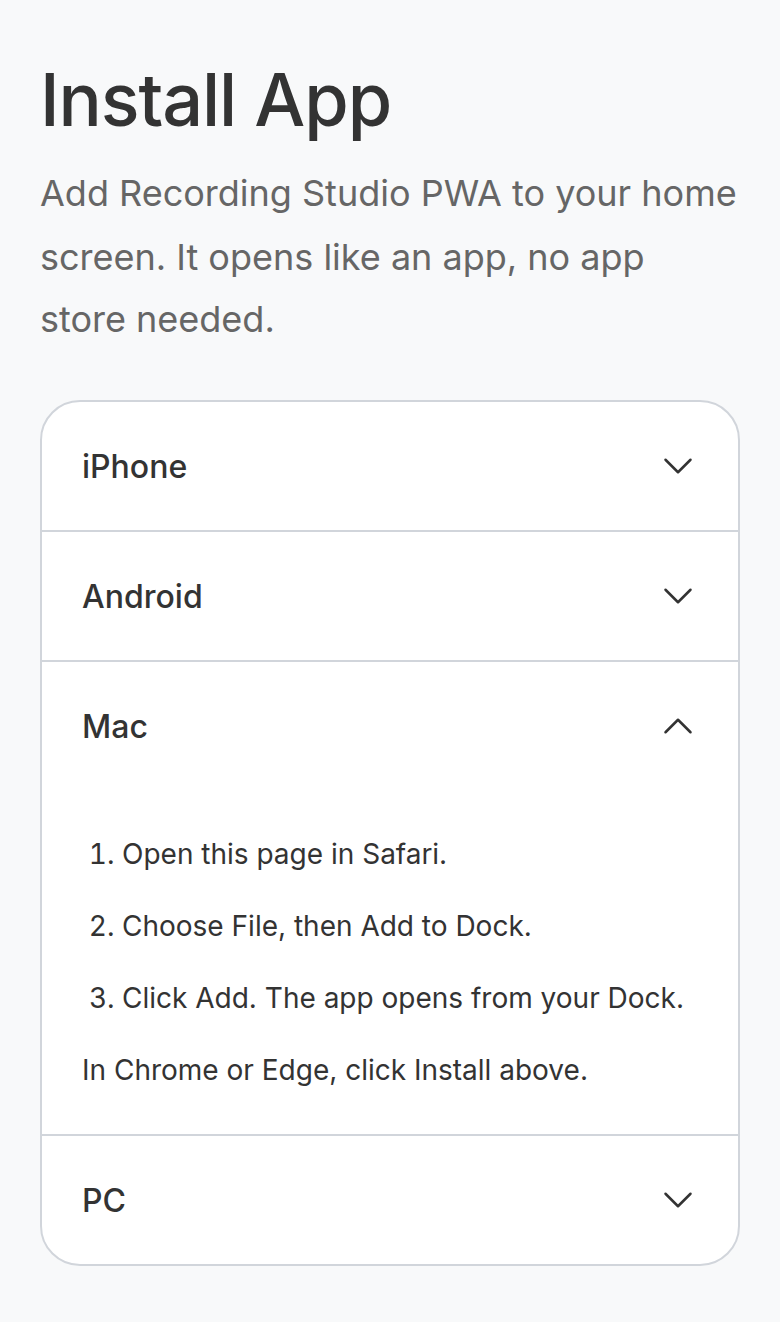 Install App
Add Recording Studio PWA to your home
screen. It opens like an app, no app
store needed.
iPhone
Android
Mac
1. Open this page in Safari.
2. Choose File, then Add to Dock.
3. Click Add. The app opens from your Dock.
In Chrome or Edge, click Install above.
PC